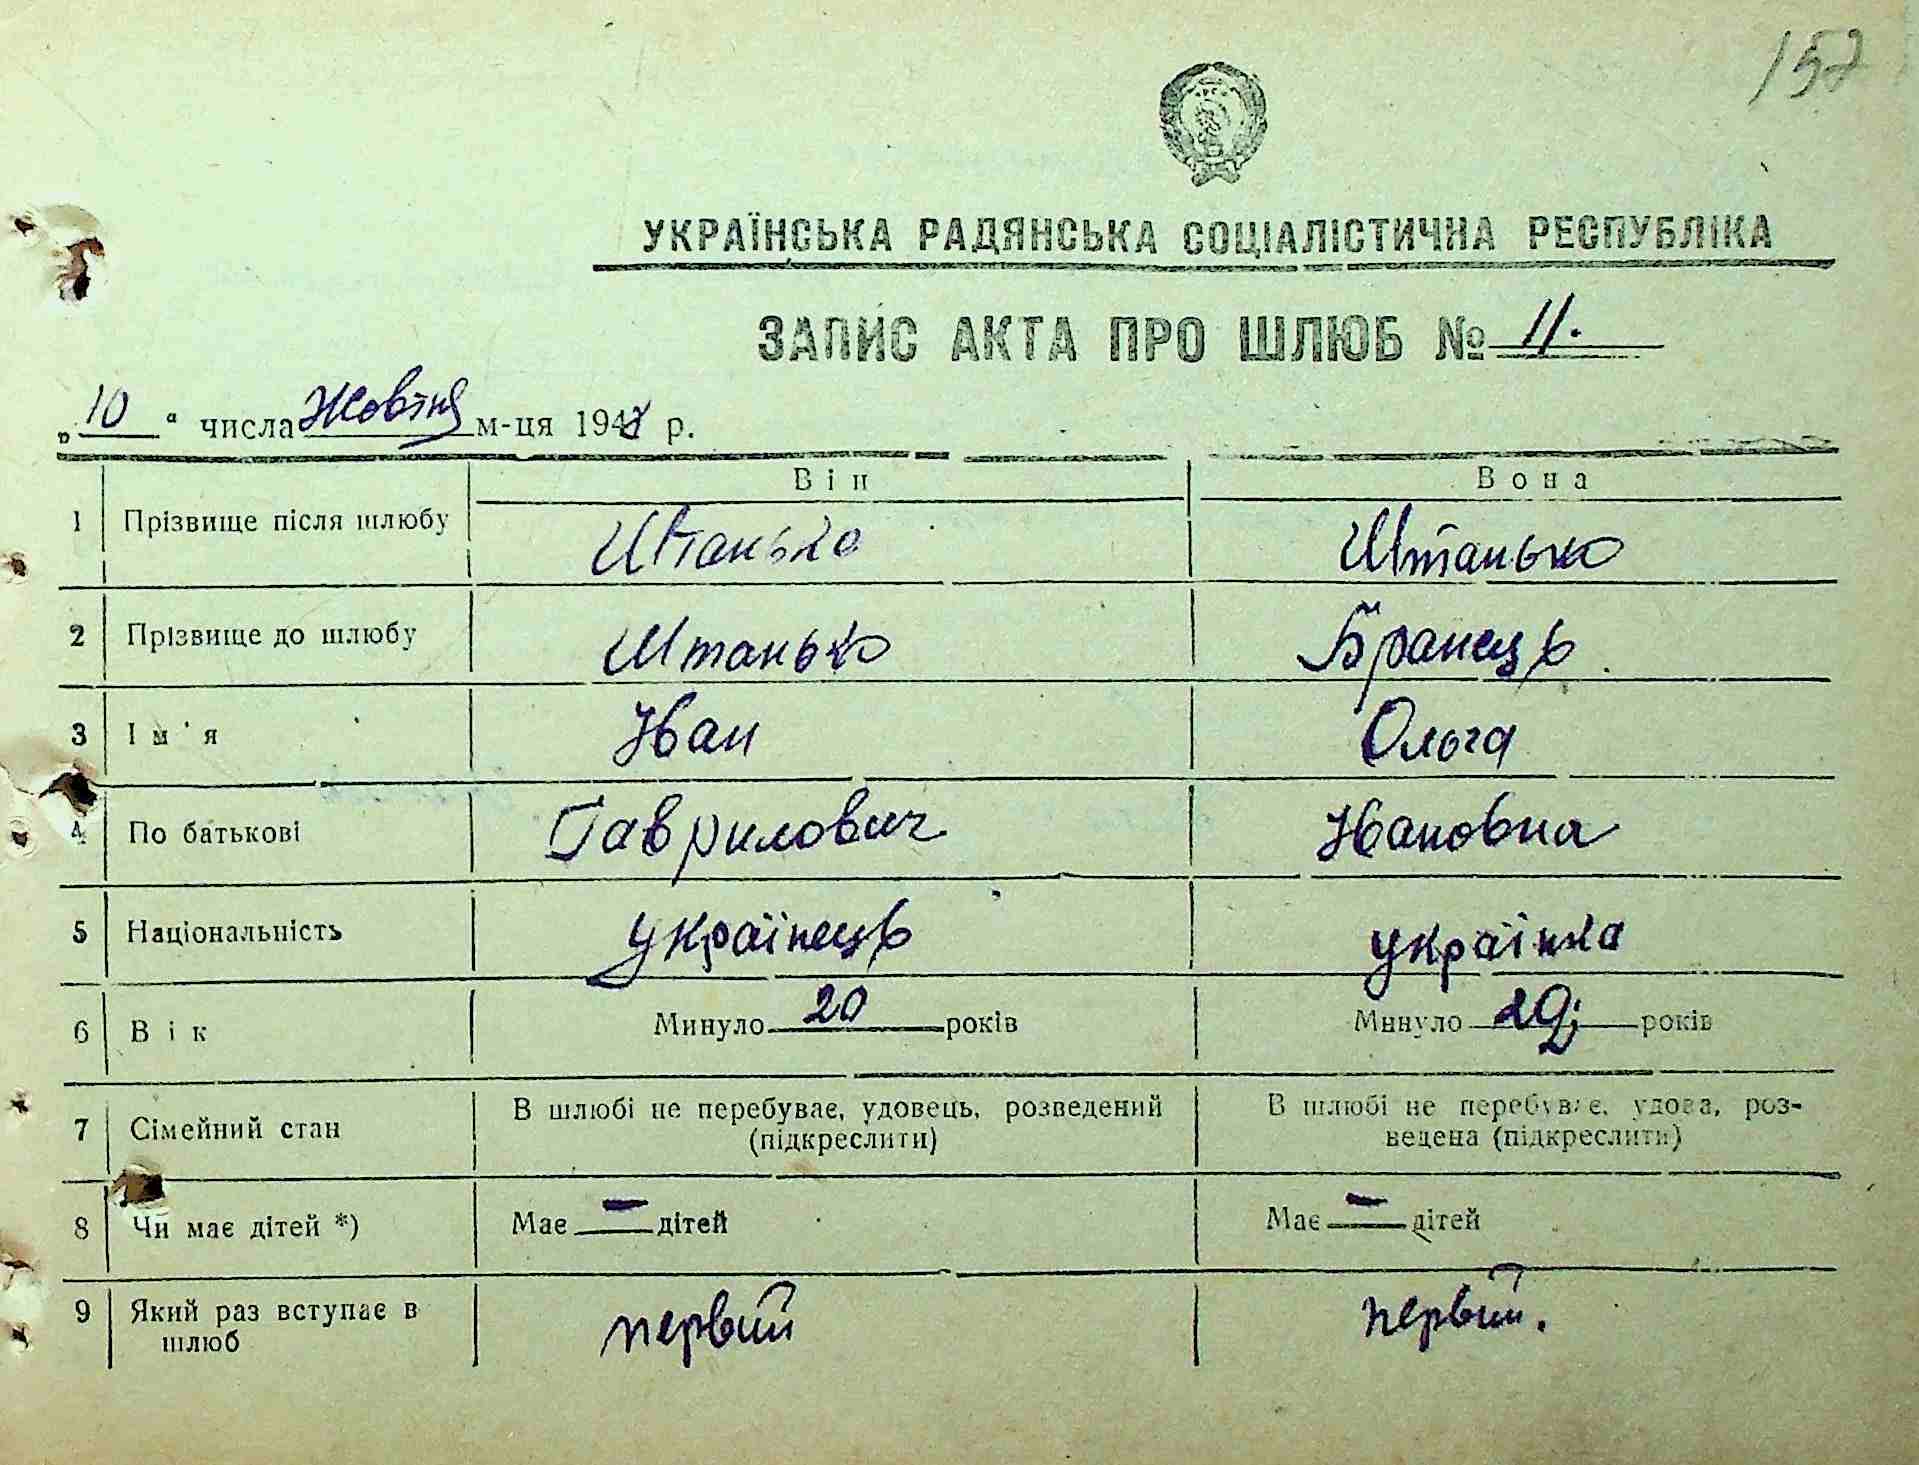 152
УКРАЇНСЬКА РАДЯНСЬКА СОЦІАЛІСТИЧНА РЕСПУБЛІКА
ЗАПИС АКТА ПРО ШЛЮБ № 11.
„10“ числа Жовтня м-ця 194 р.
Він Вона
1 Прізвище після шлюбу Штанько Штанько
2 Прізвище до шлюбу Штанько Бранець
3 Ім'я Иван Ольга
4 По батькові Гаврилович Ивановна
5 Національність українець українка
6 Вік Минуло 20 років Минуло років
7 Сімейний стан В шлюбі не перебуває, удовець, розведений (підкреслити) В шлюбі не перебуває, удова, роз-
ведена (підкреслити)
8 Чи має дітей *) Має — дітей Має — дітей
9 Який раз вступає в шлюб первий первий.